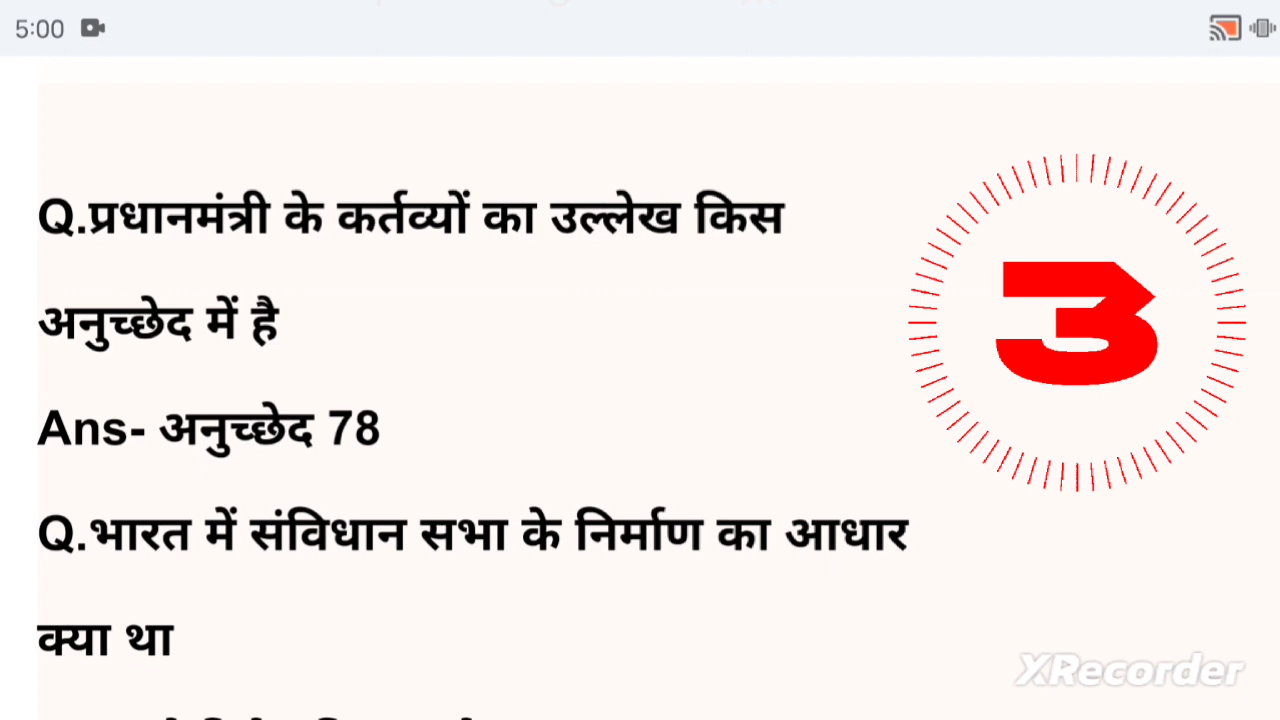 5:00
Q.प्रधानमंत्री के कर्तव्यों का उल्लेख किस
अनुच्छेद में है
3
Ans- अनुच्छेद 78
Q.भारत में संविधान सभा के निर्माण का आधार
क्या था
XRecorder